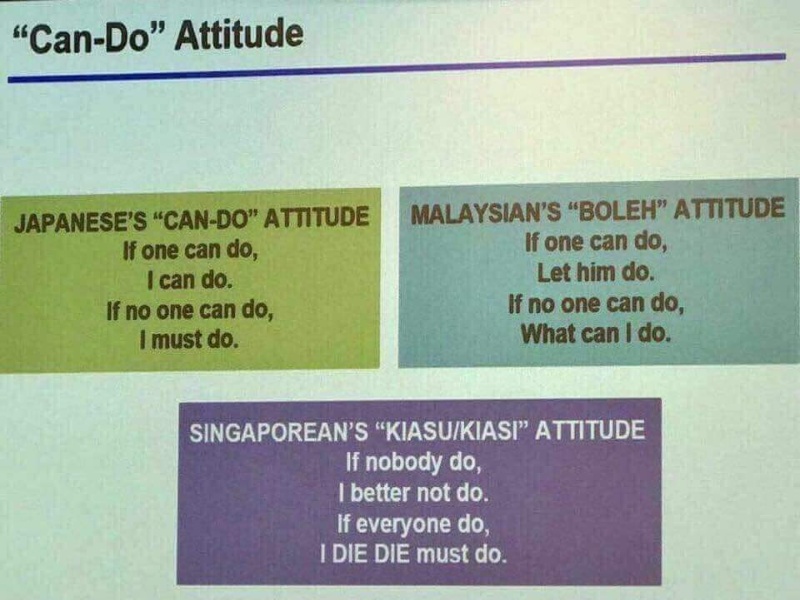 “Can-Do” Attitude
JAPANESE’S “CAN-DO” ATTITUDE
If one can do,
I can do.
If no one can do,
I must do.
MALAYSIAN’S “BOLEH” ATTITUDE
If one can do,
Let him do.
If no one can do,
What can I do.
SINGAPOREAN’S “KIASU/KIASI” ATTITUDE
If nobody do,
I better not do.
If everyone do,
I DIE DIE must do.